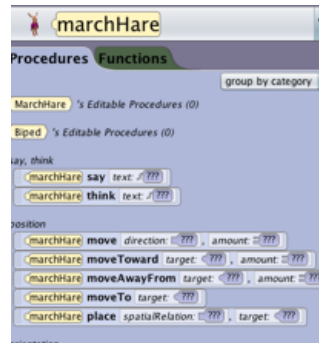 marchHare
Procedures Functions
group by category
MarchHare 's Editable Procedures (0)
Biped 's Editable Procedures (0)
say, think
marchHare say text: ???
marchHare think text: ???
position
marchHare move direction: ??? , amount: ???
marchHare moveToward target: ??? , amount: ???
marchHare moveAwayFrom target: ??? , amount: ???
marchHare moveTo target: ???
marchHare place spatialRelation: ??? , target: ???